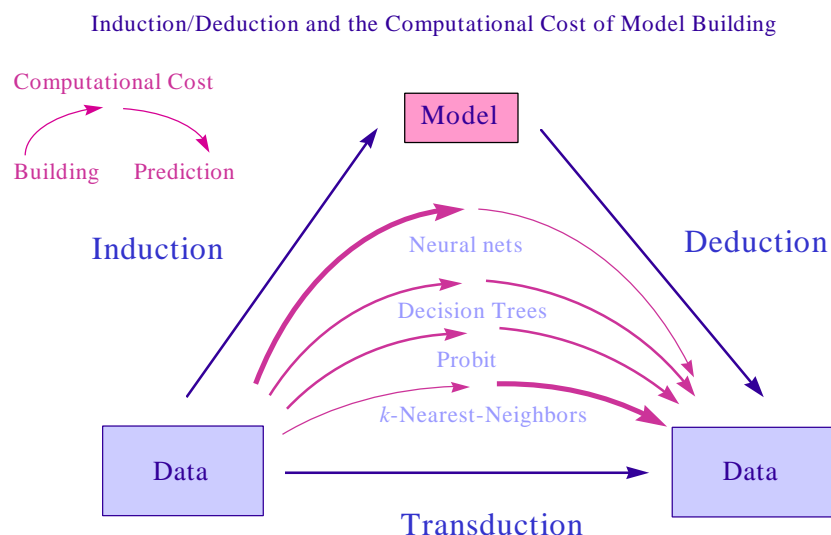 Induction/Deduction and the Computational Cost of Model Building
Computational Cost
Building
Prediction
Model
Induction
Deduction
Neural nets
Decision Trees
Probit
k-Nearest-Neighbors
Data
Data
Transduction